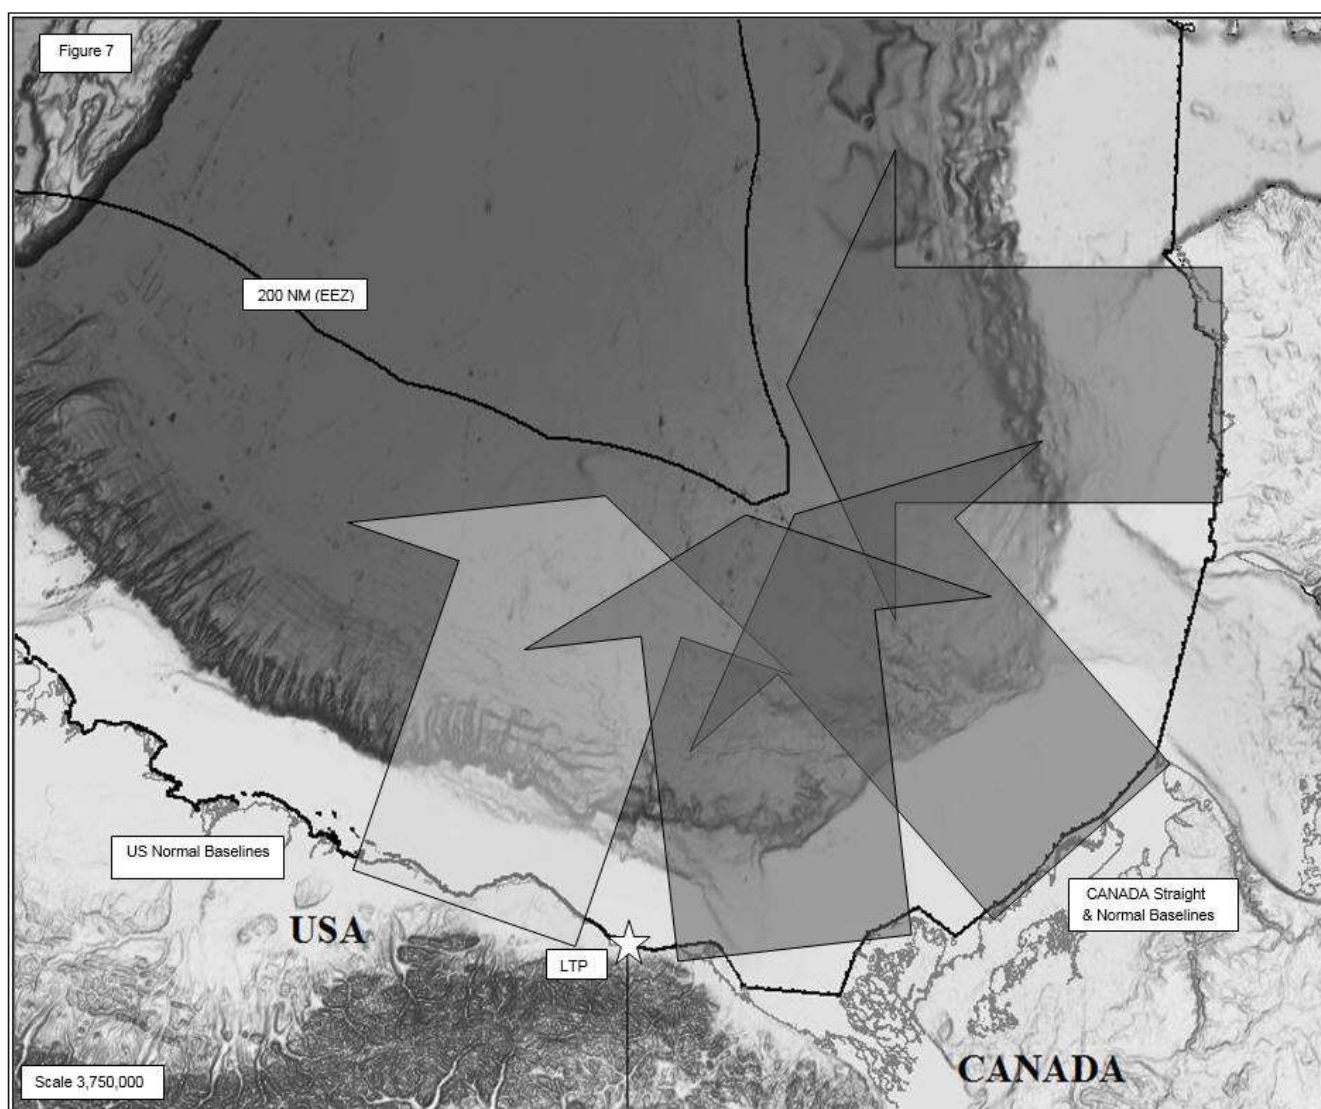 Figure 7
200 NM (EEZ)
US Normal Baselines
USA
LTP
CANADA Straight
& Normal Baselines
CANADA
Scale 3,750,000